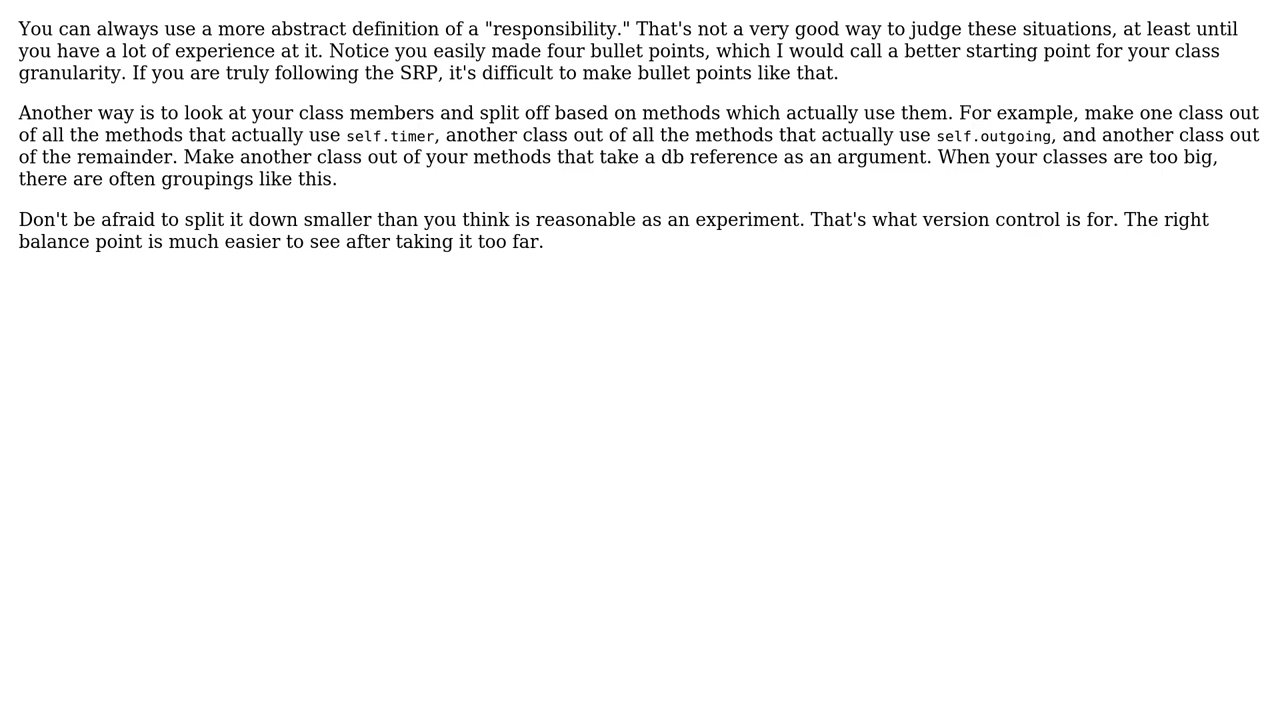 You can always use a more abstract definition of a "responsibility." That's not a very good way to judge these situations, at least until
you have a lot of experience at it. Notice you easily made four bullet points, which I would call a better starting point for your class
granularity. If you are truly following the SRP, it's difficult to make bullet points like that.
Another way is to look at your class members and split off based on methods which actually use them. For example, make one class out
of all the methods that actually use self.timer, another class out of all the methods that actually use self.outgoing, and another class out
of the remainder. Make another class out of your methods that take a db reference as an argument. When your classes are too big,
there are often groupings like this.
Don't be afraid to split it down smaller than you think is reasonable as an experiment. That's what version control is for. The right
balance point is much easier to see after taking it too far.